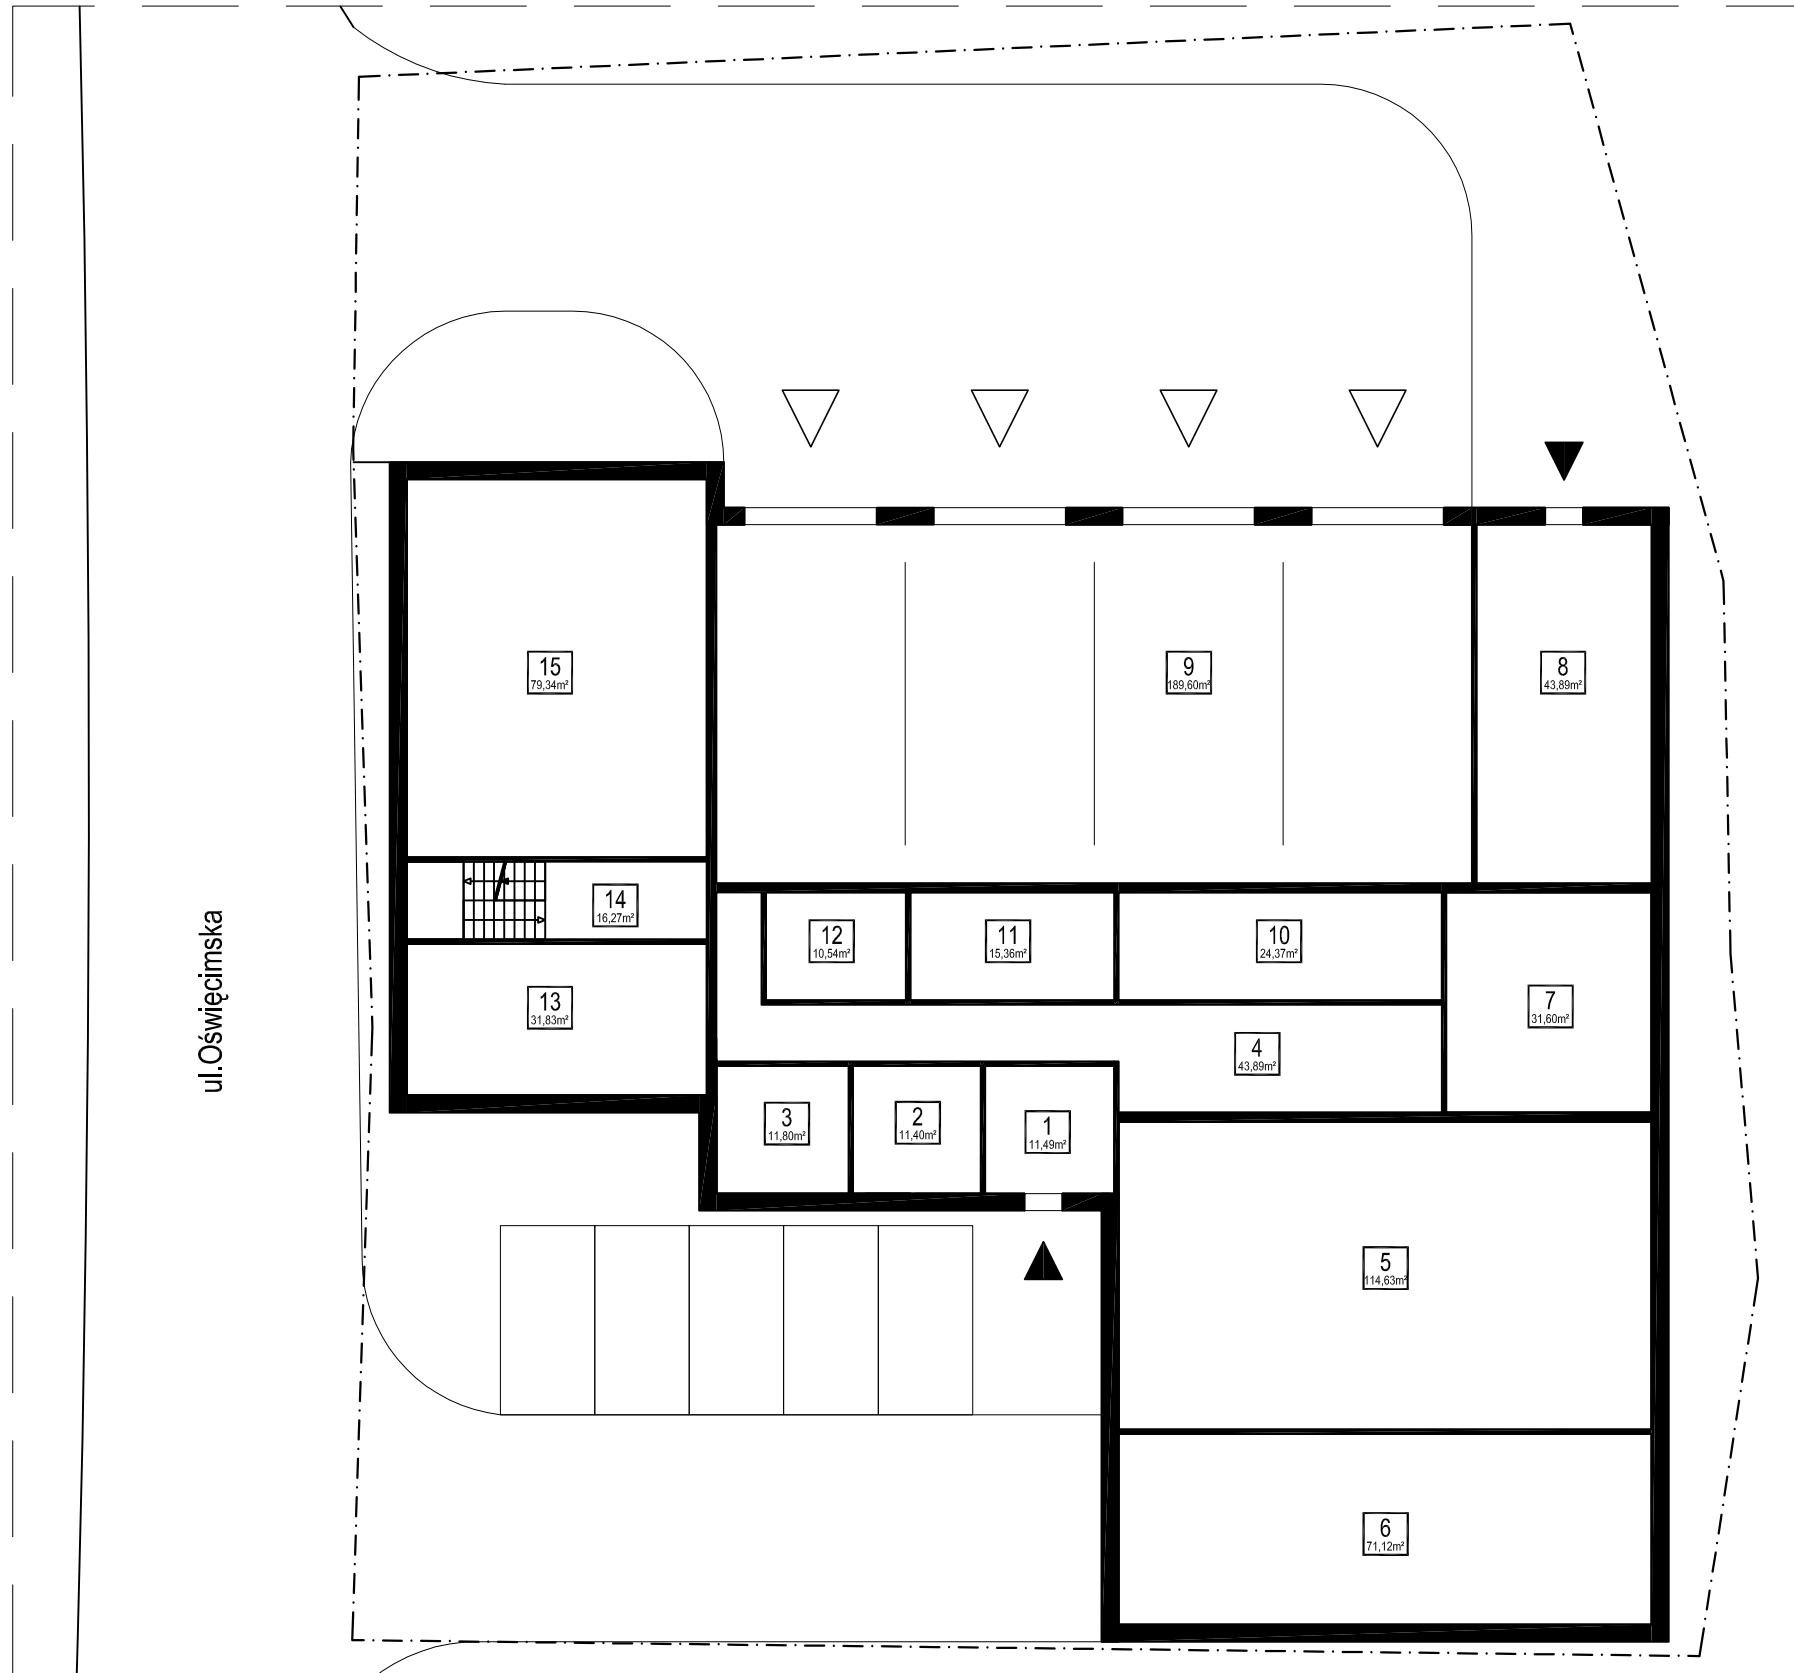 15
79,34m²
9
189,60m²
8
43,89m²
14
16,27m²
12
10,54m²
11
15,36m²
10
24,37m²
13
31,83m²
7
31,60m²
4
43,89m²
3
11,80m²
2
11,40m²
1
11,49m²
5
114,63m²
6
71,12m²
ul.Oświęcimska